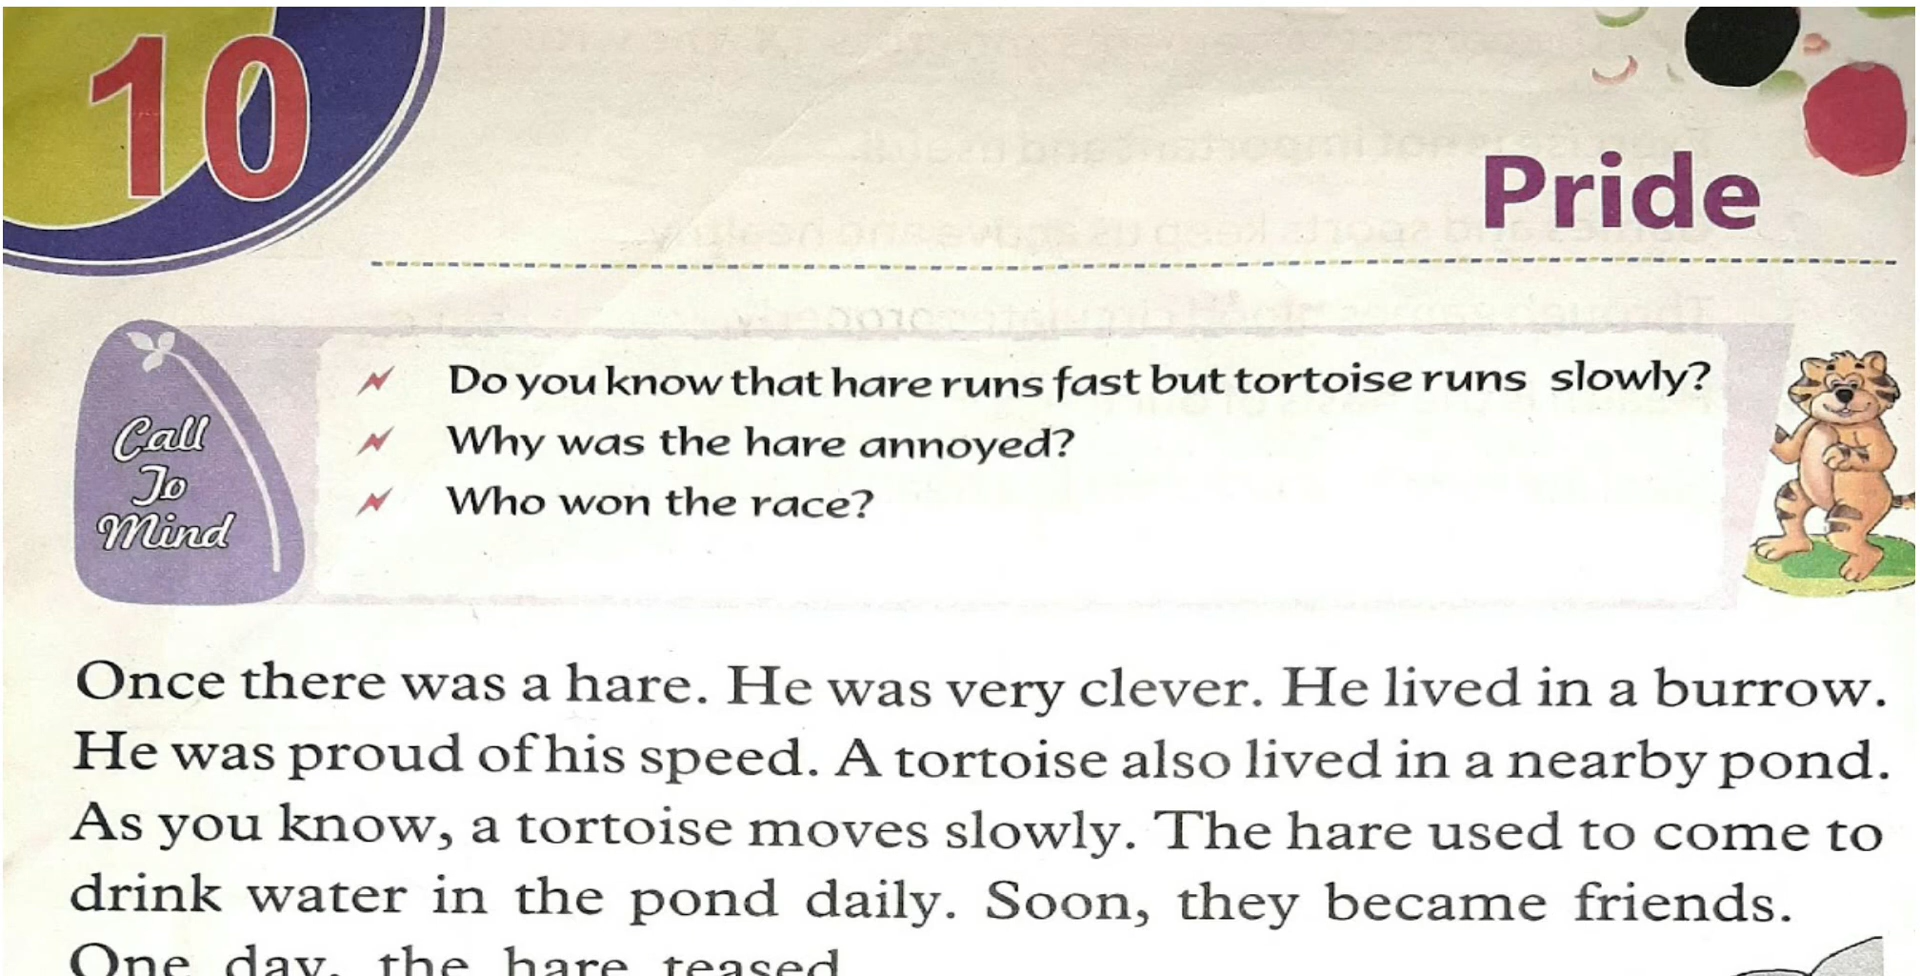 10
Pride
Call
To
Mind
Do you know that hare runs fast but tortoise runs slowly?
Why was the hare annoyed?
Who won the race?
Once there was a hare. He was very clever. He lived in a burrow.
He was proud of his speed. A tortoise also lived in a nearby pond.
As you know, a tortoise moves slowly. The hare used to come to
drink water in the pond daily. Soon, they became friends.
One day, the hare teased